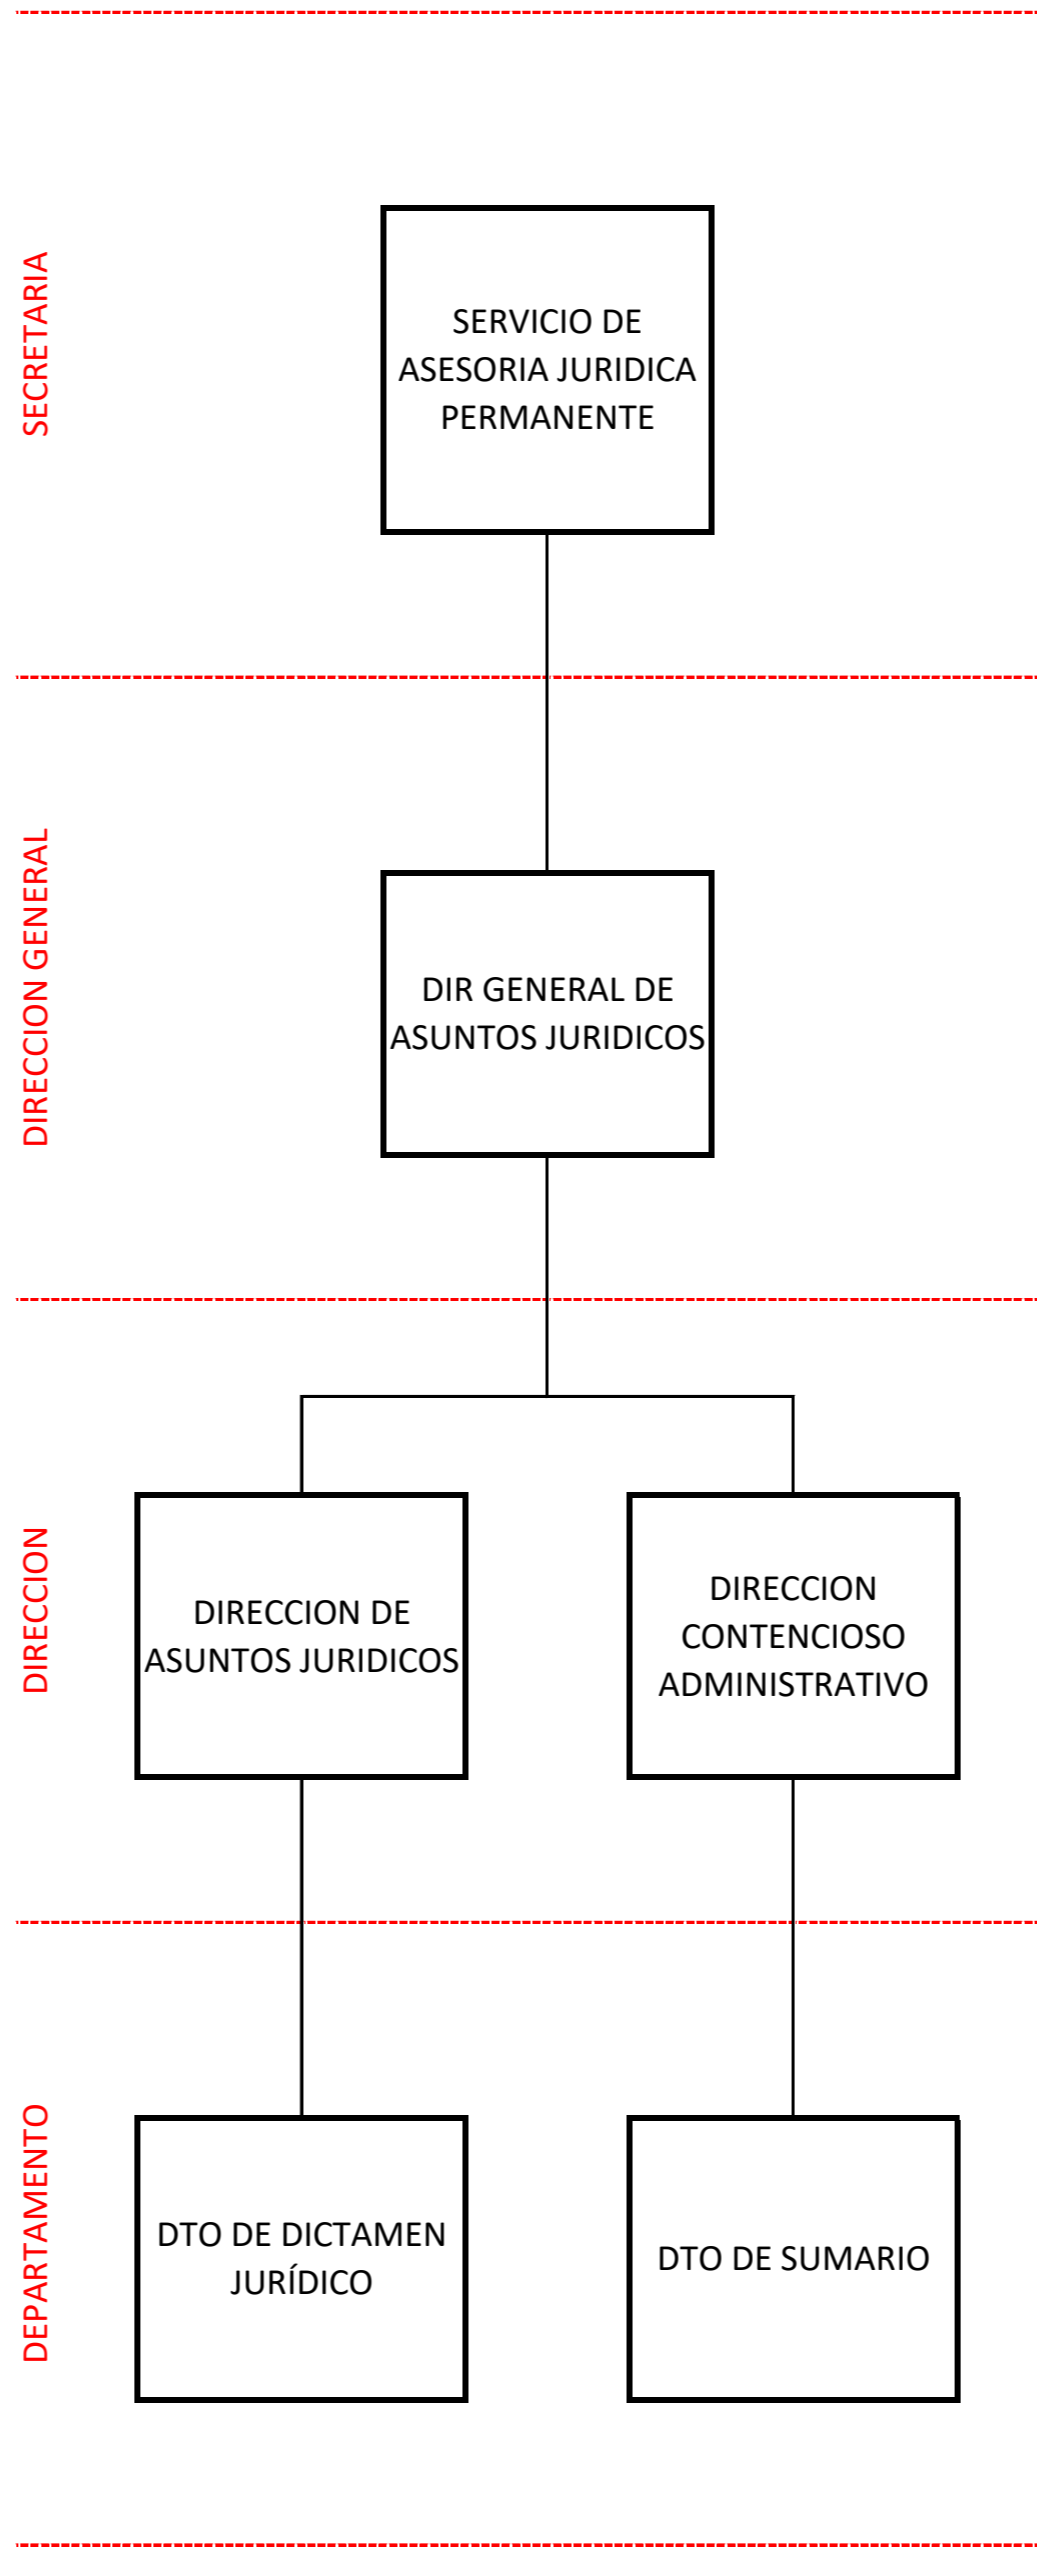 SECRETARIA
SERVICIO DE
ASESORIA JURIDICA
PERMANENTE
DIRECCION GENERAL
DIR GENERAL DE
ASUNTOS JURIDICOS
DIRECCION
DIRECCION DE
ASUNTOS JURIDICOS
DIRECCION
CONTENCIOSO
ADMINISTRATIVO
DEPARTAMENTO
DTO DE DICTAMEN
JURÍDICO
DTO DE SUMARIO